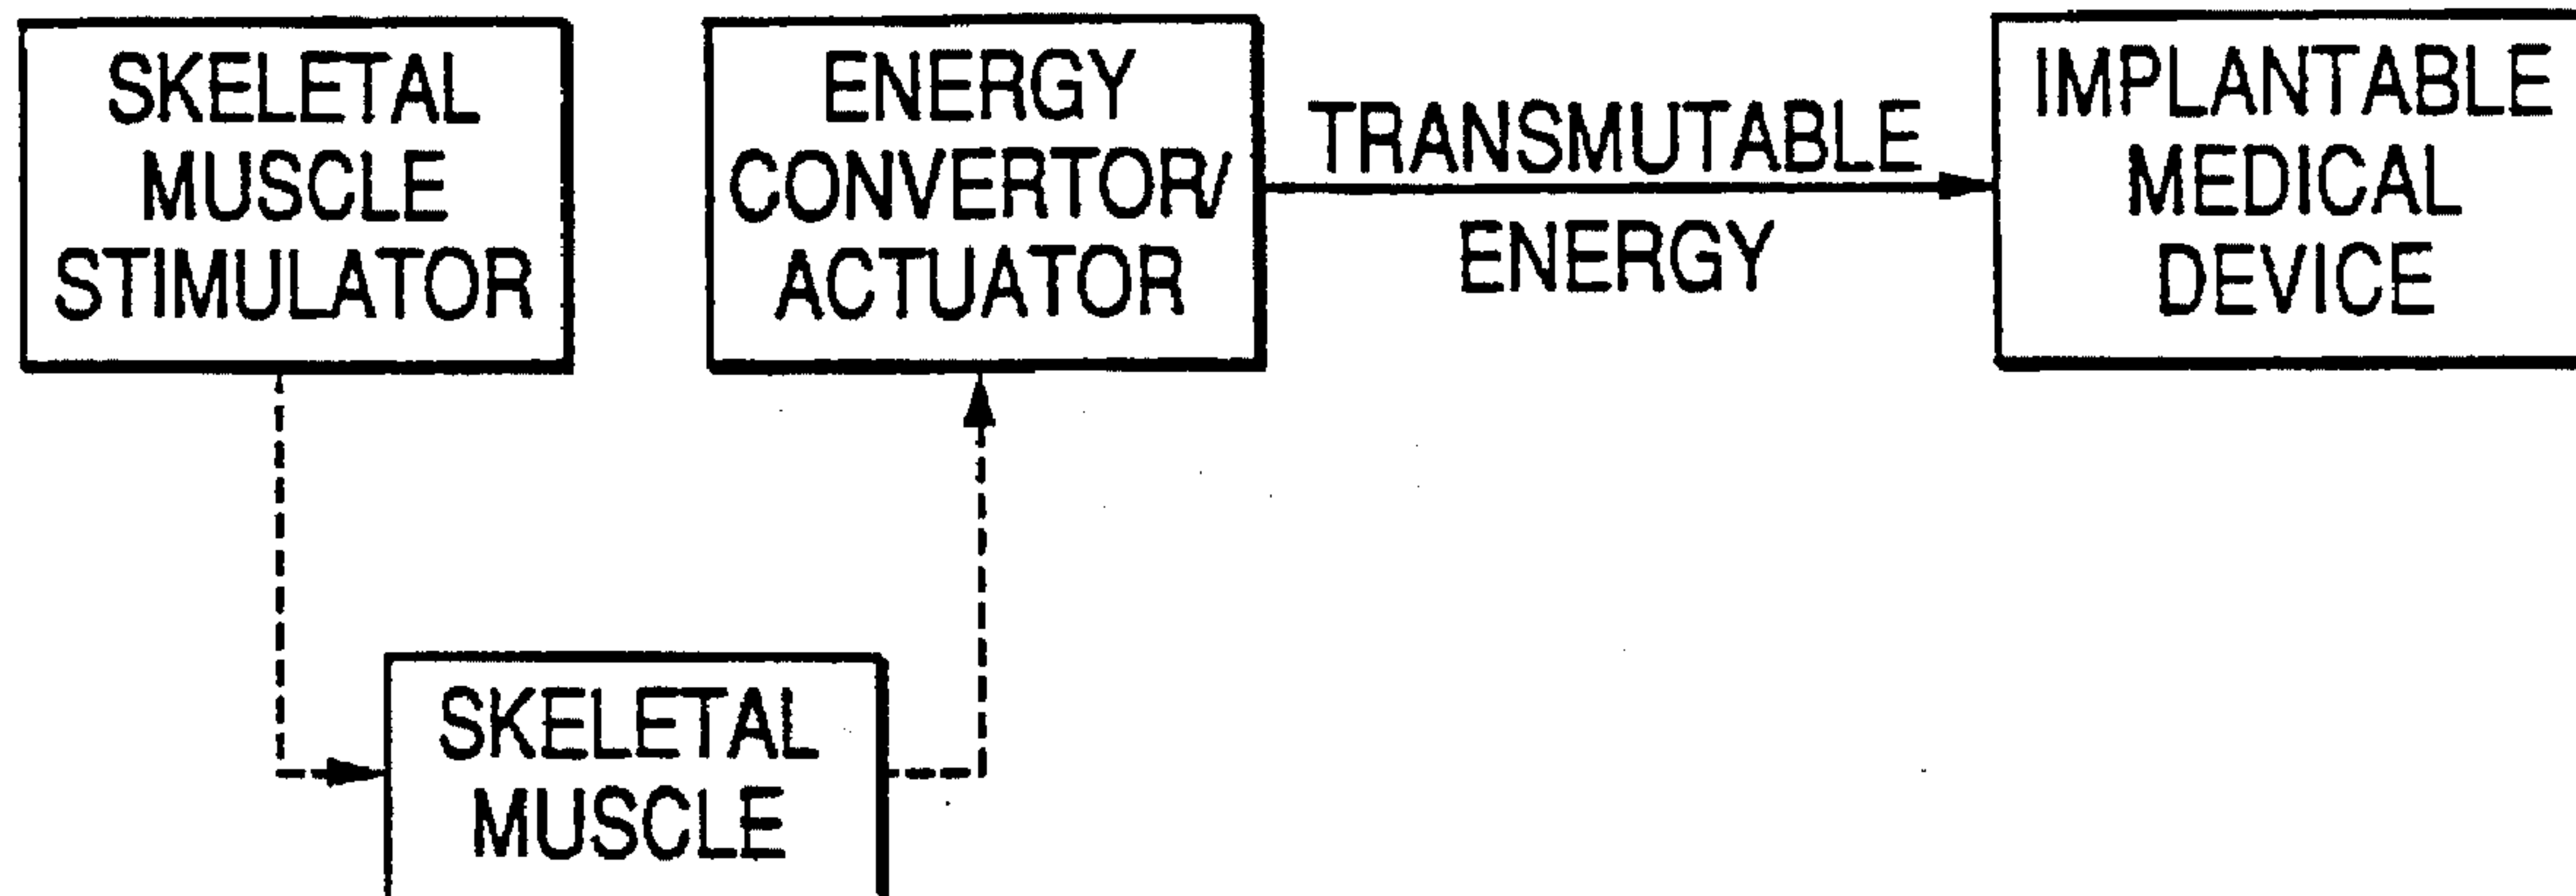 SKELETAL
MUSCLE
STIMULATOR
ENERGY
CONVERTOR/
ACTUATOR
TRANSMUTABLE
ENERGY
IMPLANTABLE
MEDICAL
DEVICE
SKELETAL
MUSCLE